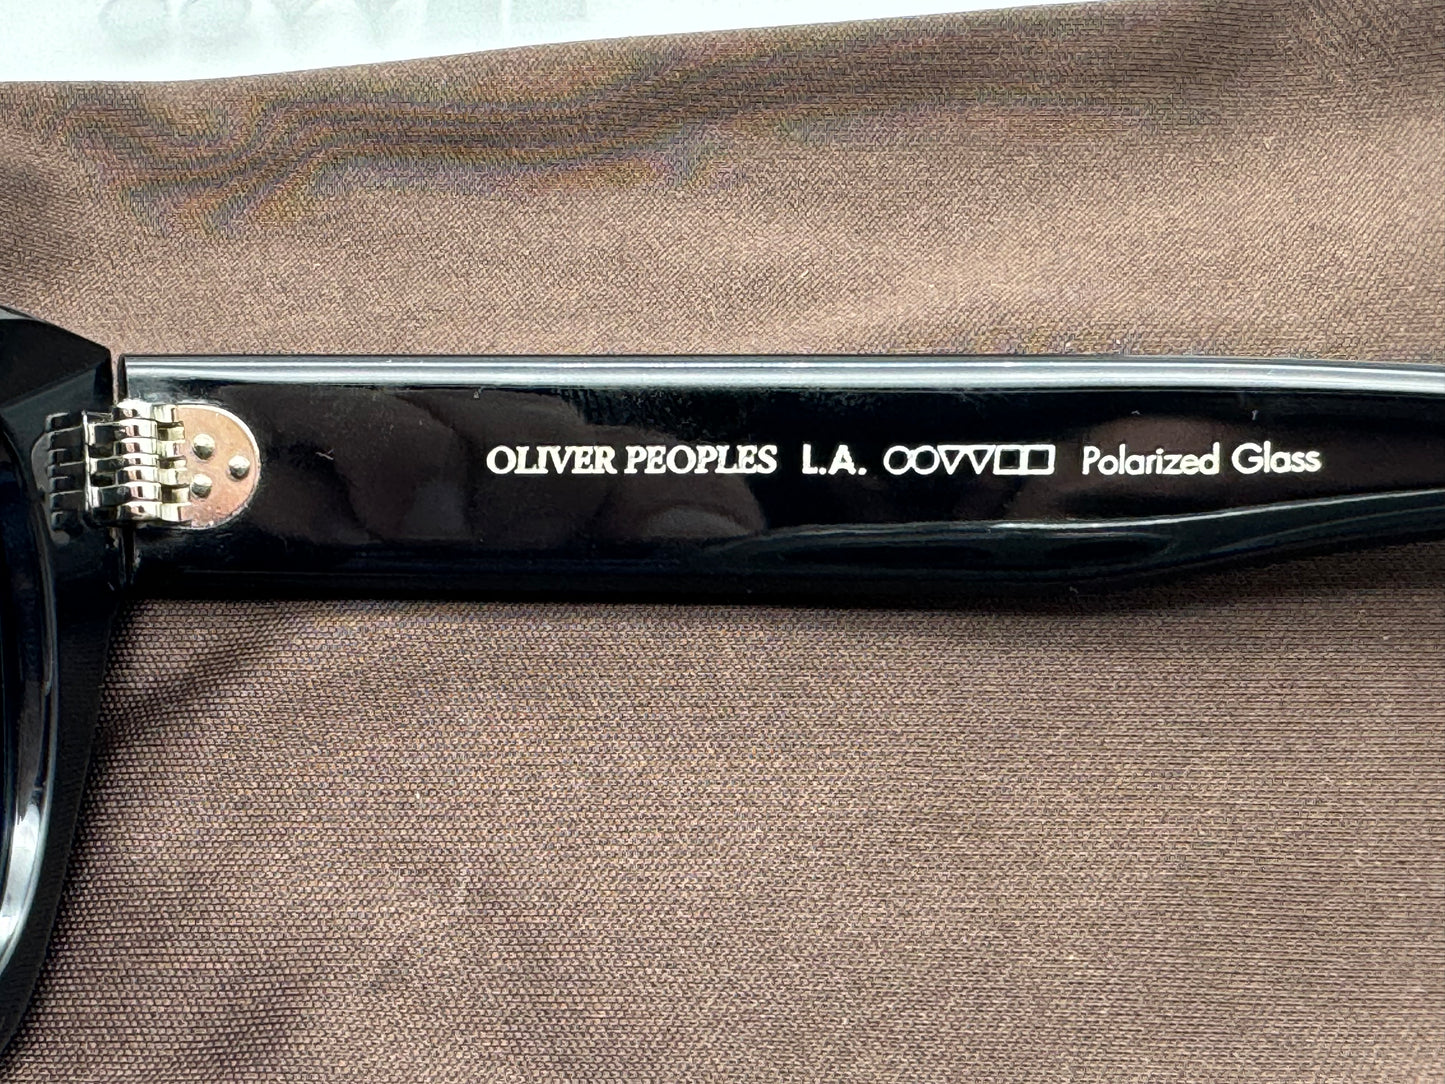 OLIVER PEOPLES L.A. ○○▽▽□□ Polarized Glass